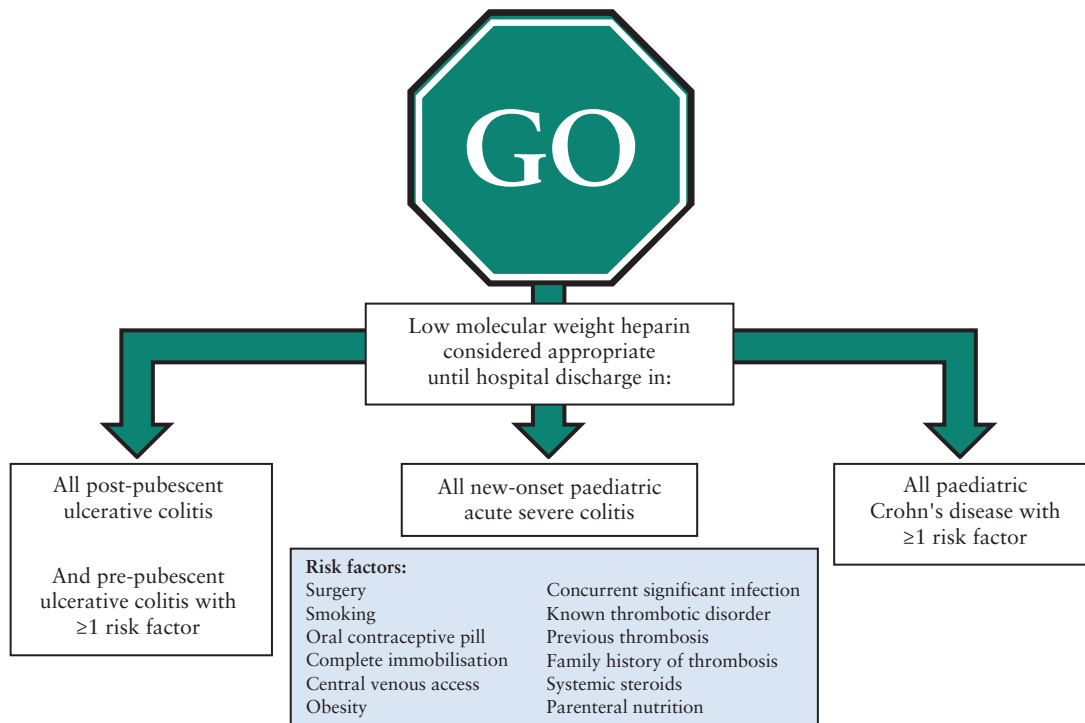 GO
Low molecular weight heparin
considered appropriate
until hospital discharge in:
All post-pubescent
ulcerative colitis
And pre-pubescent
ulcerative colitis with
≥1 risk factor
All new-onset paediatric
acute severe colitis
All paediatric
Crohn's disease with
≥1 risk factor
Risk factors:
Surgery
Smoking
Oral contraceptive pill
Complete immobilisation
Central venous access
Obesity
Concurrent significant infection
Known thrombotic disorder
Previous thrombosis
Family history of thrombosis
Systemic steroids
Parenteral nutrition